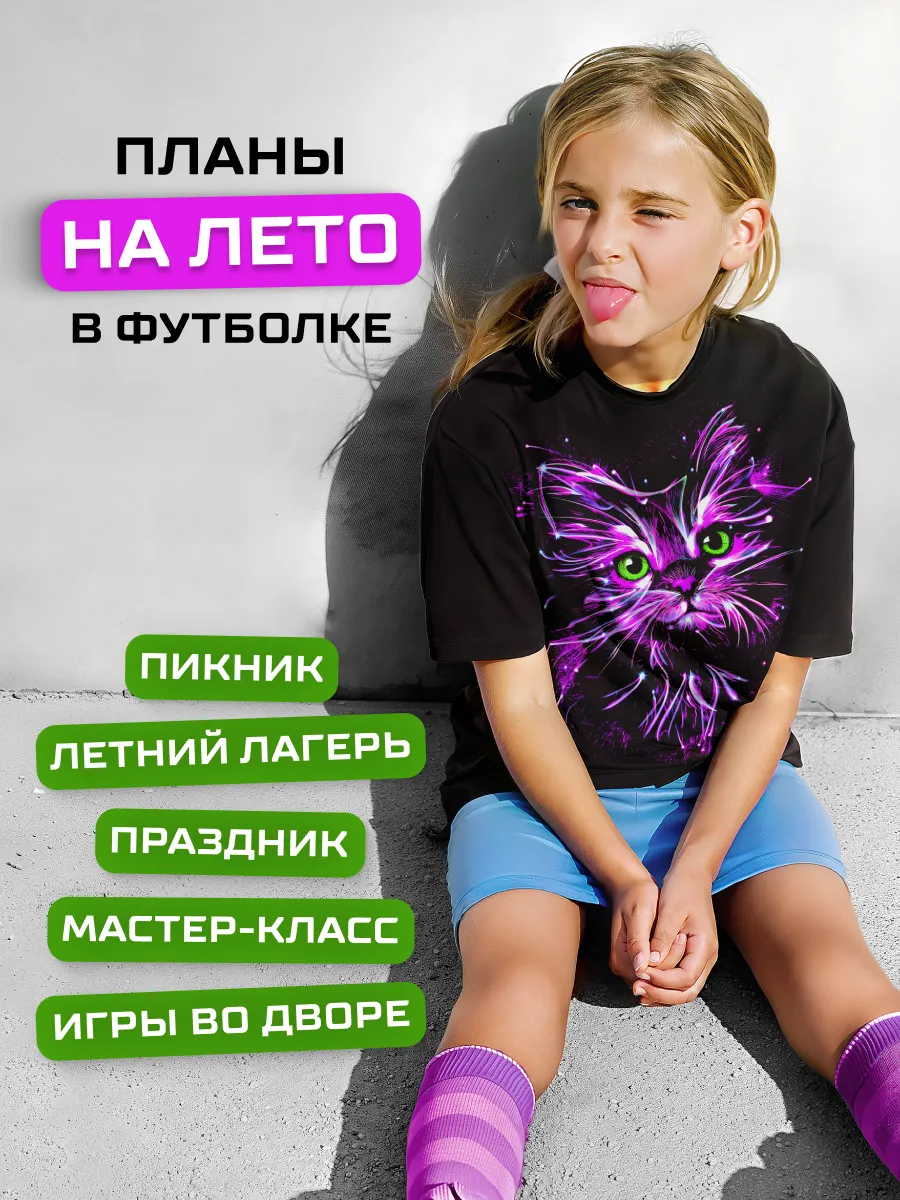 ПЛАНЫ
НА ЛЕТО
В ФУТБОЛКЕ
ПИКНИК
ЛЕТНИЙ ЛАГЕРЬ
ПРАЗДНИК
МАСТЕР-КЛАСС
ИГРЫ ВО ДВОРЕ